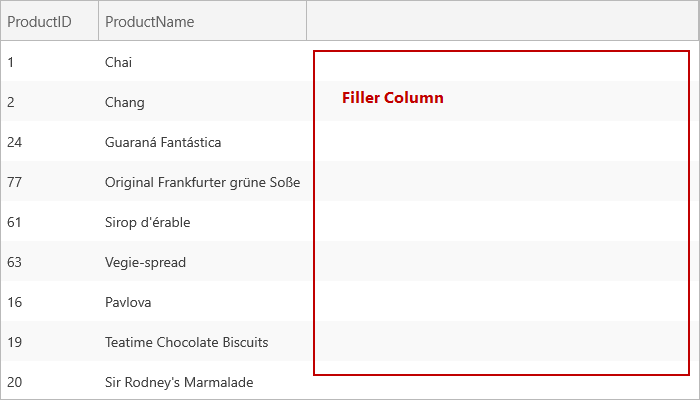 ProductID ProductName
1 Chai
Filler Column
2 Chang
24 Guaraná Fantástica
77 Original Frankfurter grüne Soße
61 Sirop d'érable
63 Vegie-spread
16 Pavlova
19 Teatime Chocolate Biscuits
20 Sir Rodney's Marmalade